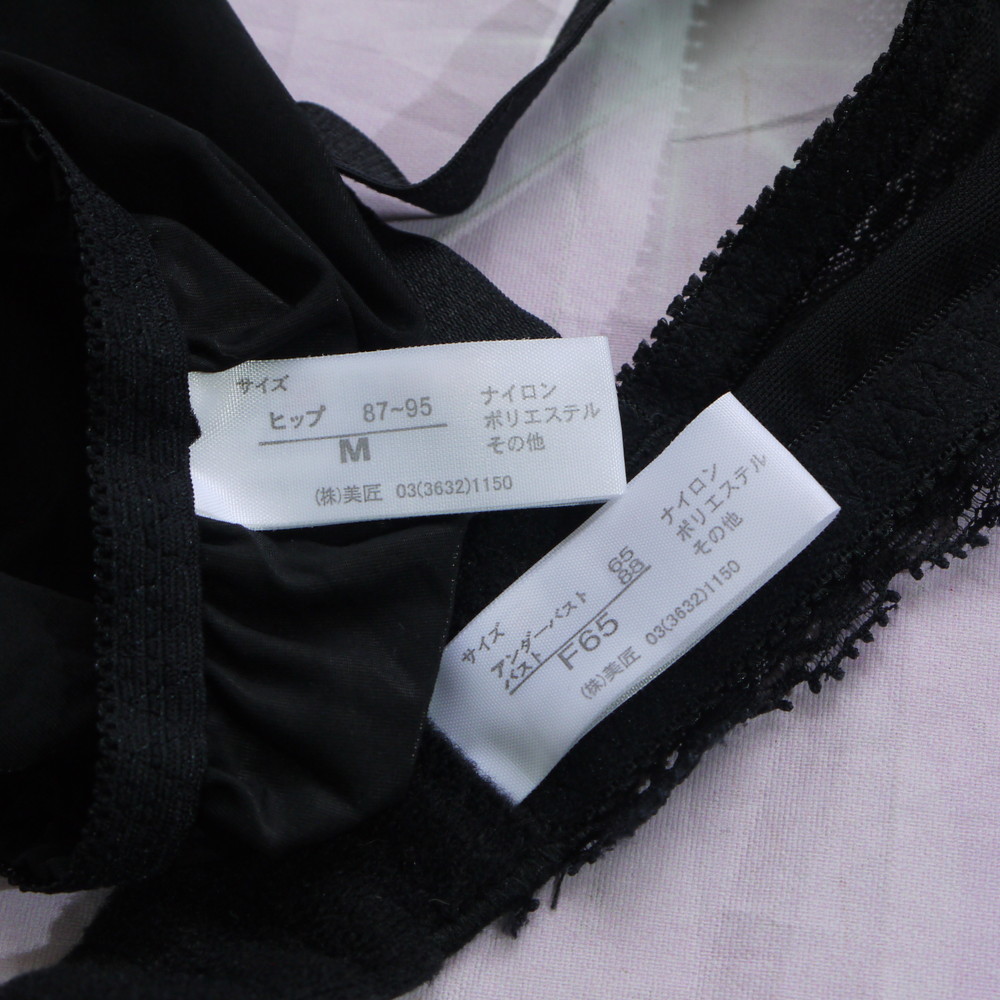 サイズ
ヒップ 87~95
M
ナイロン
ポリエステル
その他
(株)美匠 03(3632)1150
サイズ
アンダーバスト 65
バスト 88
F65
ナイロン
ポリエステル
その他
(株)美匠 03(3632)1150